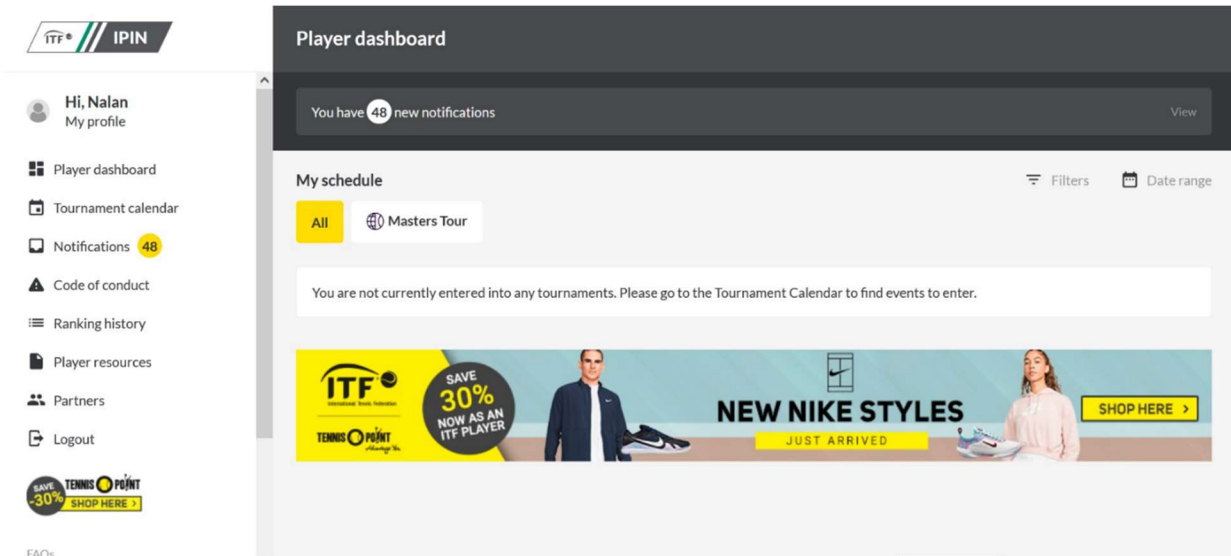 ITF IPIN
Hi, Nalan
My profile
Player dashboard
Tournament calendar
Notifications 48
Code of conduct
Ranking history
Player resources
Partners
Logout
SAVE
-30%
TENNIS POINT
SHOP HERE >
FAQs
Player dashboard
You have 48 new notifications
View
My schedule
Filters
Date range
All
Masters Tour
You are not currently entered into any tournaments. Please go to the Tournament Calendar to find events to enter.
ITF
International Tennis Federation
TENNIS POINT
Advantage You
SAVE
30%
NOW AS AN
ITF PLAYER
NEW NIKE STYLES
JUST ARRIVED
SHOP HERE >